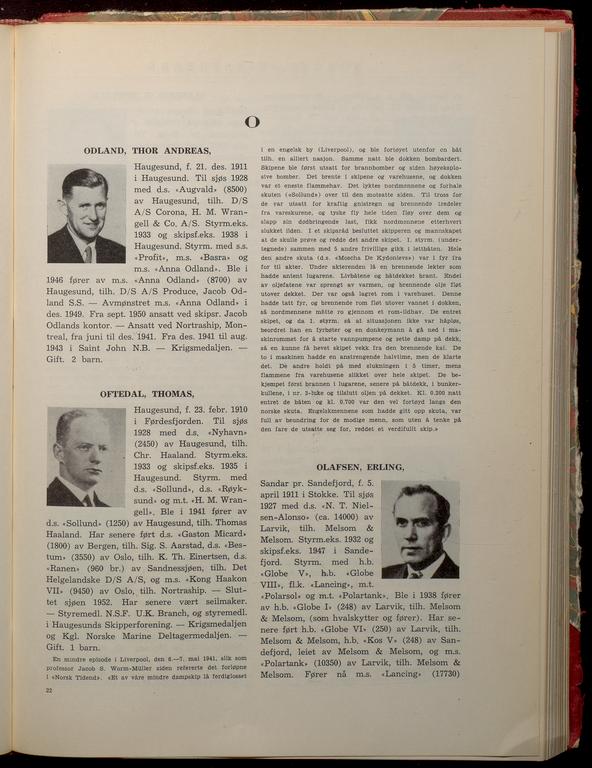 O
ODLAND, THOR ANDREAS,
Haugesund, f. 21. des. 1911
i Haugesund. Til sjøs 1928
med d.s. «Augvald» (8500)
av Haugesund, tilh. D/S
A/S Corona, H. M. Wran-
gell & Co. A/S. Styrm.eks.
1933 og skipsf.eks. 1938 i
Haugesund. Styrm. med s.s.
«Profit», m.s. «Basra» og
m.s. «Anna Odland». Ble i
1946 fører av m.s. «Anna Odland» (8700) av
Haugesund, tilh. D/S A/S Produce, Jacob Od-
land S.S. — Avmønstret m.s. «Anna Odland» i
des. 1949. Fra sept. 1950 ansatt ved skipsr. Jacob
Odlands kontor. — Ansatt ved Nortraship, Mon-
treal, fra juni til des. 1941. Fra des. 1941 til aug.
1943 i Saint John N.B. — Krigsmedaljen. —
Gift. 2 barn.
OFTEDAL, THOMAS,
Haugesund, f. 23. febr. 1910
i Førdesfjorden. Til sjøs
1928 med d.s. «Nyhavn»
(2450) av Haugesund, tilh.
Chr. Haaland. Styrm.eks.
1933 og skipsf.eks. 1935 i
Haugesund. Styrm. med
d.s. «Sollund», d.s. «Røyk-
sund» og m.t. «H. M. Wran-
gell». Ble i 1941 fører av
d.s. «Sollund» (1250) av Haugesund, tilh. Thomas
Haaland. Har senere ført d.s. «Gaston Micard»
(1800) av Bergen, tilh. Sig. S. Aarstad, d.s. «Bes-
tum» (3550) av Oslo, tilh. K. Th. Einertsen, d.s.
«Ranen» (960 br.) av Sandnessjøen, tilh. Det
Helgelandske D/S A/S, og m.s. «Kong Haakon
VII» (9450) av Oslo, tilh. Nortraship. — Slut-
tet sjøen 1952. Har senere vært seilmaker.
— Styremedl. N.S.F. U.K. Branch, og styremedl.
i Haugesunds Skipperforening. — Krigsmedaljen
og Kgl. Norske Marine Deltagermedaljen. —
Gift. 1 barn.
En mindre episode i Liverpool, den 6.—7. mai 1941, slik som
professor Jacob S. Worm-Müller siden refererte det forløpne
i «Norsk Tidend». «Et av våre mindre dampskip lå ferdiglosset
22
i en engelsk by (Liverpool), og ble fortøyet utenfor en båt
tilh. en alliert nasjon. Samme natt ble dokken bombardert.
Skipene ble først utsatt for brannbomber og siden høyeksplo-
sive bomber. Det brente i skipene og varehusene, og dokken
var et eneste flammehav. Det lyktes nordmennene og forhale
skuten («Sollund») over til den motsatte siden. Til tross for
de var utsatt for kraftig gnistregn og brennende iredeler
fra vareskurene, og tyske fly hele tiden fløy over dem og
slapp sin dødbringende last, fikk nordmennene etterhvert
slukket ilden. I et skipsråd besluttet skipperen og mannskapet
at de skulle prøve og redde det andre skipet. 1. styrm. (under-
tegnede) sammen med 5 andre frivillige gikk i lettbåten. Hele
den andre skuta (d.s. «Moscha De Kydoniefs») var i fyr fra
for til akter. Under akterenden lå en brennende lekter som
hadde antent lugarene. Livbåtene og båtdekket brant. Endel
av oljefatene var sprengt av varmen, og brennende olje fløt
utover dekket. Der var også lagret rom i varehuset. Denne
hadde tatt fyr, og brennende rom fløt utover vannet i dokken,
så nordmennene måtte ro gjennom et rom-ildhav. De entret
skipet, og da 1. styrm. så at situasjonen ikke var håpløs,
beordret han en fyrbøter og en donkeymann å gå ned i ma-
skinrommet for å starte vannpumpene og sette damp på dekk,
så en kunne få hevet skipet vekk fra den brennende kai. De
to i maskinen hadde en anstrengende halvtime, men de klarte
det. De andre holdt på med slukningen i 5 timer, mens
flammene fra varehusene slikket over hele skipet. De be-
kjempet først brannen i lugarene, senere på båtdekk, i bunker-
kullene, i nr. 3-luke og tilslutt oljen på dekket. Kl. 0.200 natt
entret de båten og kl. 0.700 var den vel fortøyd langs den
norske skuta. Engelskmennene som hadde gitt opp skuta, var
full av beundring for de modige menn, som uten å tenke på
den fare de utsatte seg for, reddet et verdifullt skip.»
OLAFSEN, ERLING,
Sandar pr. Sandefjord, f. 5.
april 1911 i Stokke. Til sjøs
1927 med d.s. «N. T. Niel-
sen-Alonso» (ca. 14000) av
Larvik, tilh. Melsom &
Melsom. Styrm.eks. 1932 og
skipsf.eks. 1947 i Sande-
fjord. Styrm. med h.b.
«Globe V», h.b. «Globe
VIII», fl.k. «Lancing», m.t.
«Polarsol» og m.t. «Polartank». Ble i 1938 fører
av h.b. «Globe I» (248) av Larvik, tilh. Melsom
& Melsom, (som hvalskytter og fører). Har se-
nere ført h.b. «Globe VI» (250) av Larvik, tilh.
Melsom & Melsom, h.b. «Kos V» (248) av San-
defjord, leiet av Melsom & Melsom, og m.s.
«Polartank» (10350) av Larvik, tilh. Melsom &
Melsom. Fører nå m.s. «Lancing» (17730)